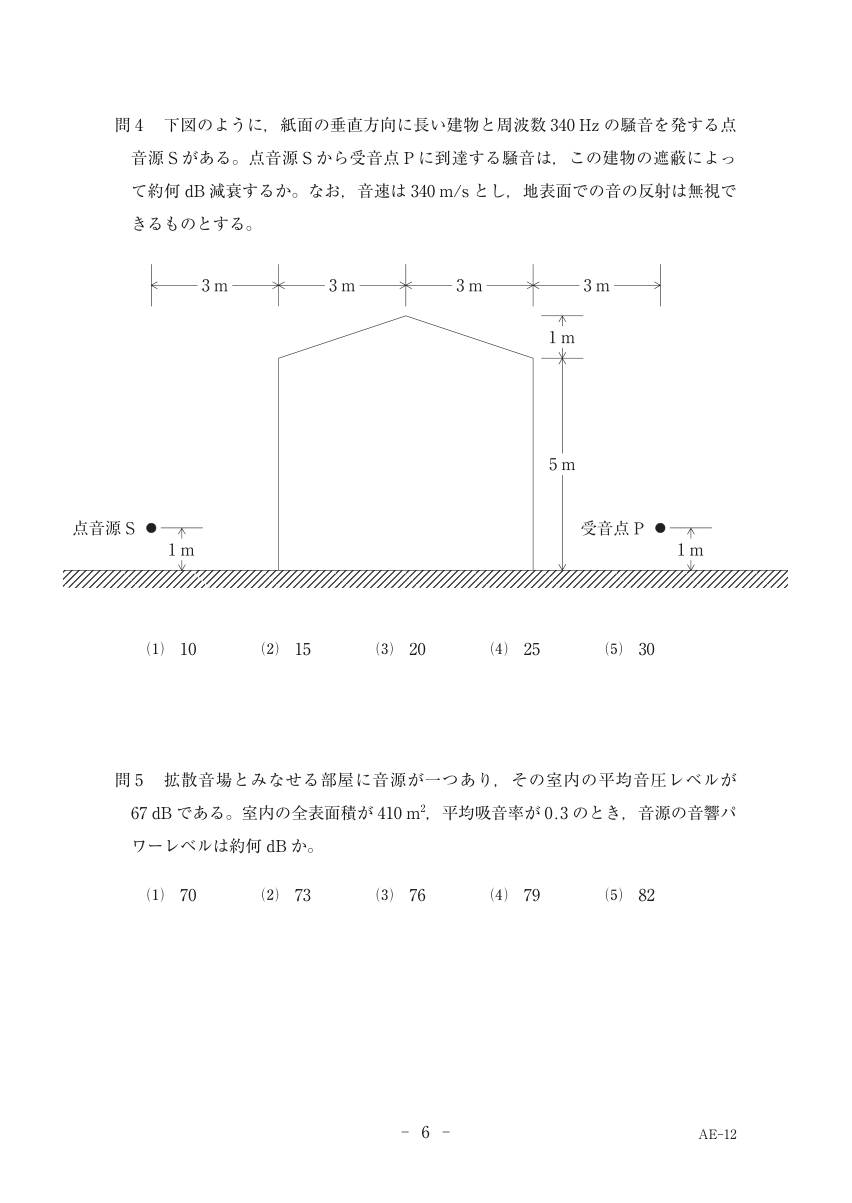 問4　下図のように，紙面の垂直方向に長い建物と周波数 340 Hz の騒音を発する点
音源 S がある。点音源 S から受音点 P に到達する騒音は，この建物の遮蔽によっ
て約何 dB 減衰するか。なお，音速は 340 m/s とし，地表面での音の反射は無視で
きるものとする。
3 m 3 m 3 m 3 m
1 m
5 m
点音源 S 受音点 P
1 m 1 m
(1) 10 (2) 15 (3) 20 (4) 25 (5) 30
問5　拡散音場とみなせる部屋に音源が一つあり，その室内の平均音圧レベルが
67 dB である。室内の全表面積が 410 m²，平均吸音率が 0.3 のとき，音源の音響パ
ワーレベルは約何 dB か。
(1) 70 (2) 73 (3) 76 (4) 79 (5) 82
- 6 -
AE-12